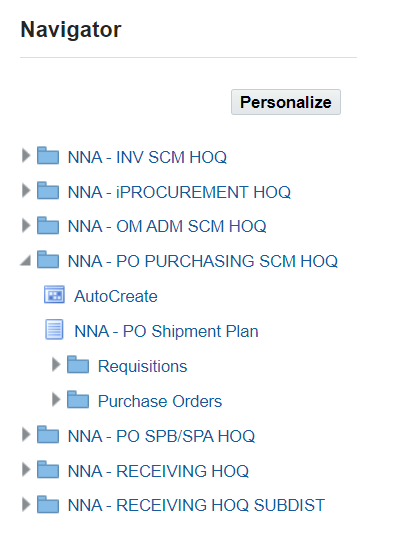 Navigator
Personalize
NNA - INV SCM HOQ
NNA - iPROCUREMENT HOQ
NNA - OM ADM SCM HOQ
NNA - PO PURCHASING SCM HOQ
AutoCreate
NNA - PO Shipment Plan
Requisitions
Purchase Orders
NNA - PO SPB/SPA HOQ
NNA - RECEIVING HOQ
NNA - RECEIVING HOQ SUBDIST